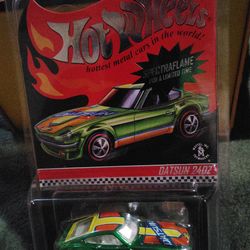 HOT WHEELS
hottest metal cars in the world!
SPECTRAFLAME
FOR A LIMITED TIME
DATSUN 240Z